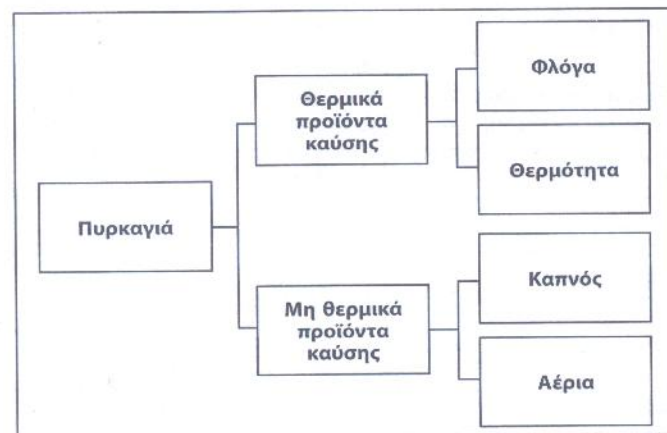 Πυρκαγιά
Θερμικά
προϊόντα
καύσης
Φλόγα
Θερμότητα
Μη θερμικά
προϊόντα
καύσης
Καπνός
Αέρια